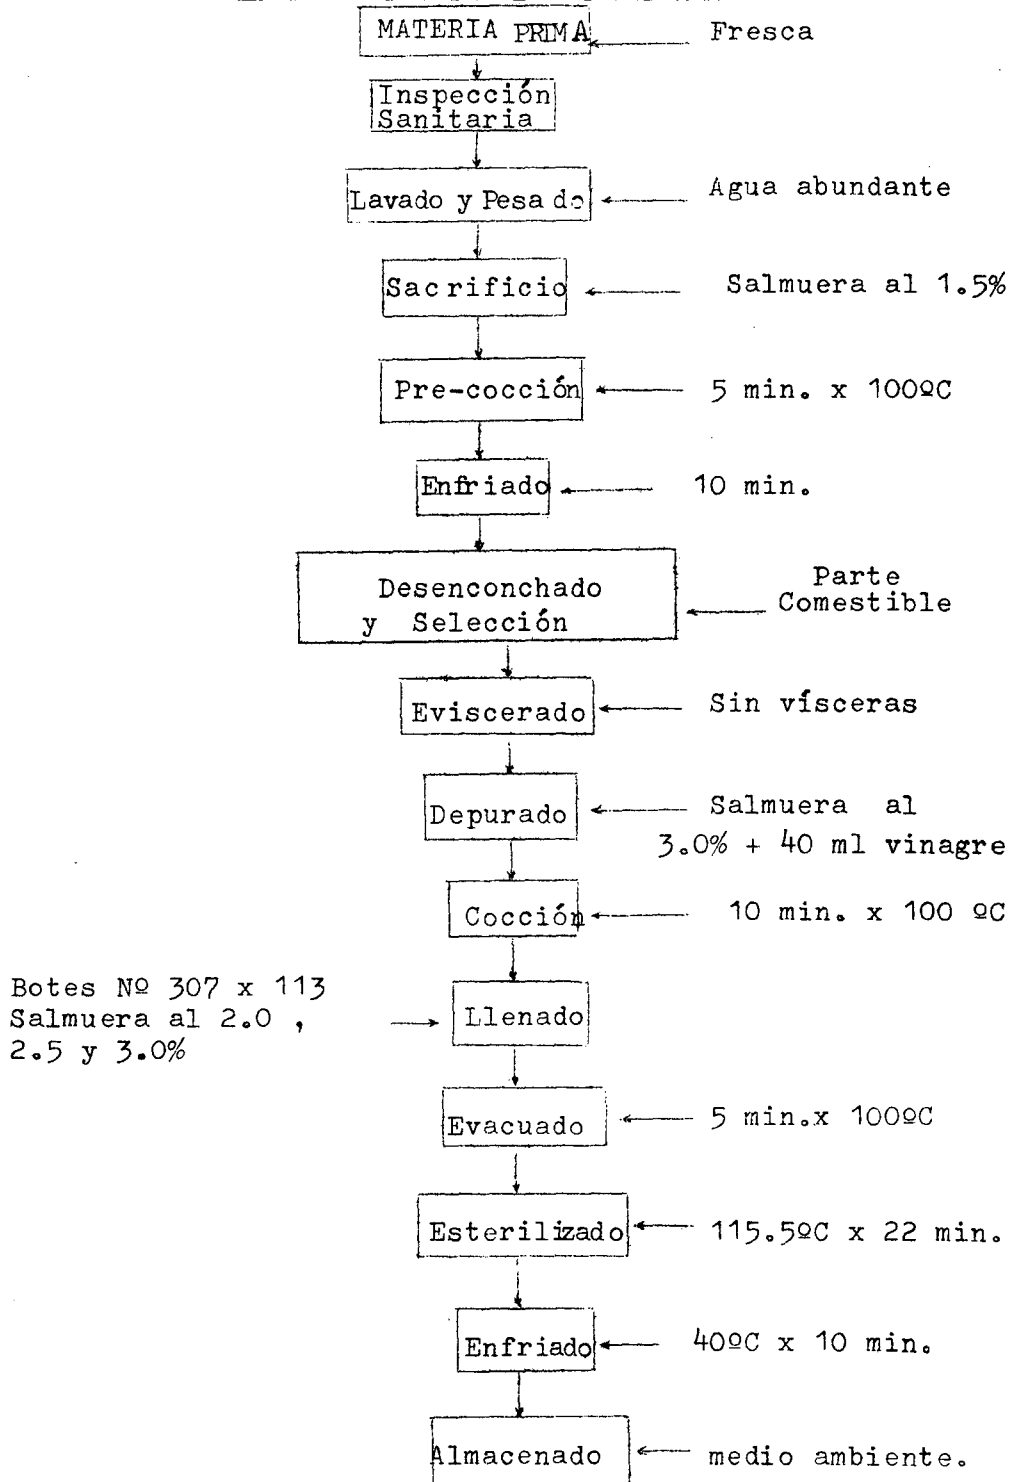 MATERIA PRIMA
Fresca
Inspección
Sanitaria
Lavado y Pesado
Agua abundante
Sacrificio
Salmuera al 1.5%
Pre-cocción
5 min. x 100ºC
Enfriado
10 min.
Desenconchado
y Selección
Parte
Comestible
Eviscerado
Sin vísceras
Depurado
Salmuera al
3.0% + 40 ml vinagre
Cocción
10 min. x 100 ºC
Botes Nº 307 x 113
Salmuera al 2.0 ,
2.5 y 3.0%
Llenado
Evacuado
5 min.x 100ºC
Esterilizado
115.5ºC x 22 min.
Enfriado
40ºC x 10 min.
Almacenado
medio ambiente.